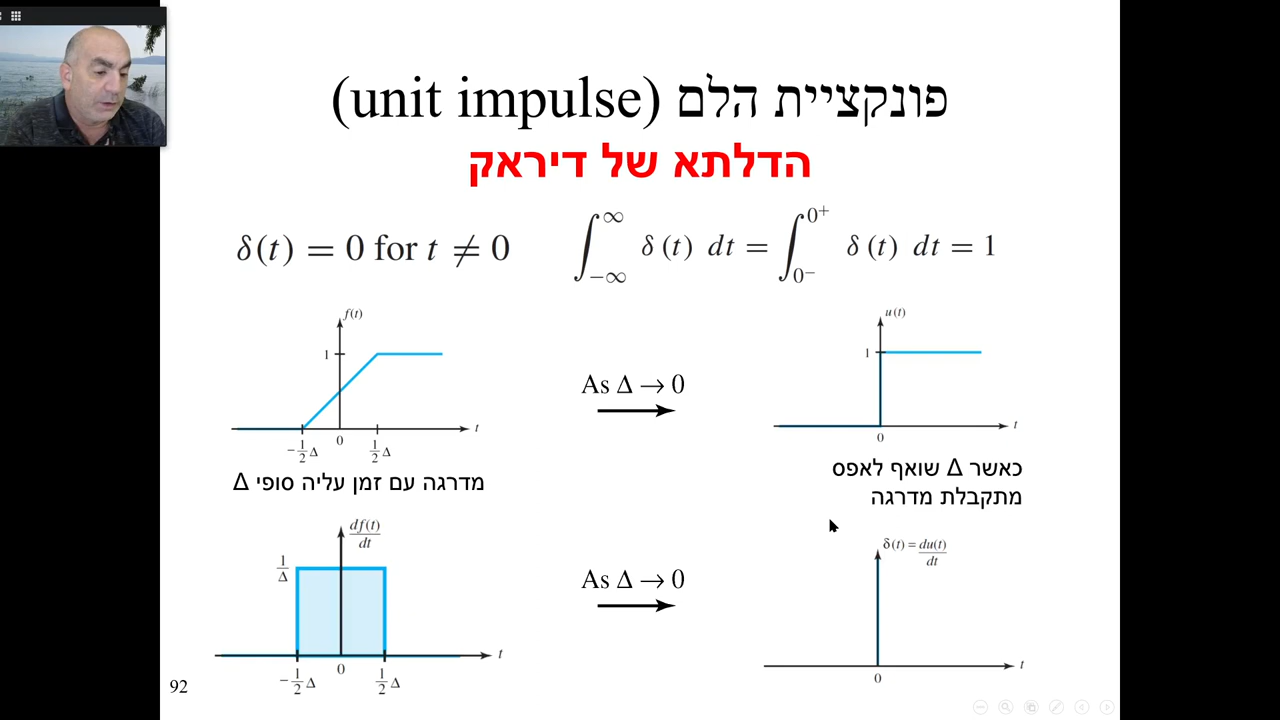 פונקציית הלם (unit impulse)
הדלתא של דיראק
δ(t) = 0 for t ≠ 0
∫_{−∞}^{∞} δ(t) dt = ∫_{0⁻}^{0⁺} δ(t) dt = 1
f(t)
1
−½Δ 0 ½Δ t
מדרגה עם זמן עליה סופי Δ
As Δ → 0
u(t)
1
0 t
כאשר Δ שואף לאפס
מתקבלת מדרגה
df(t)/dt
1/Δ
−½Δ 0 ½Δ t
As Δ → 0
δ(t) = du(t)/dt
0 t
92